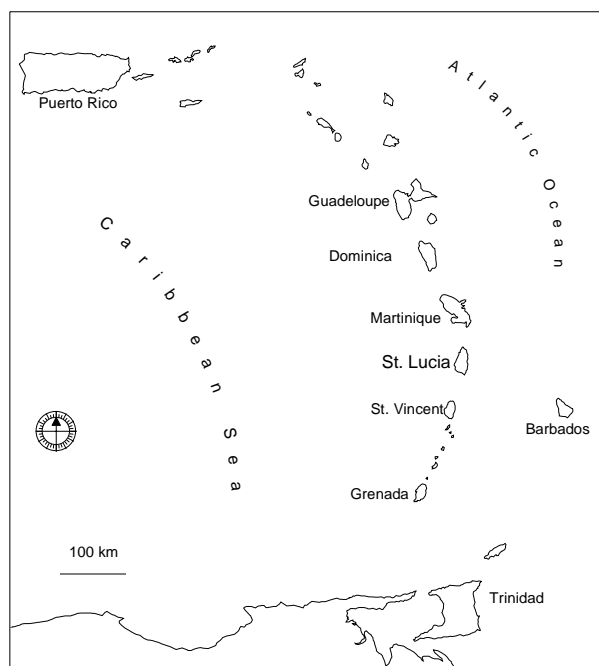 Atlantic Ocean
Puerto Rico
Guadeloupe
Caribbean Sea
Dominica
Martinique
St. Lucia
St. Vincent
Barbados
Grenada
100 km
Trinidad